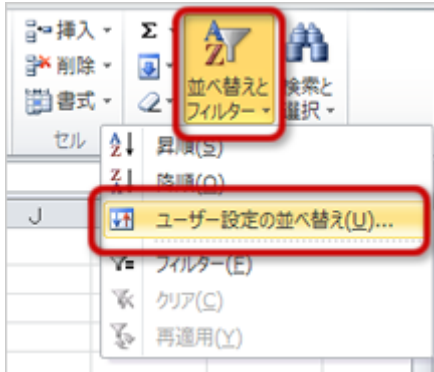 挿入
Σ
削除
書式
並べ替えと
フィルター
検索と
選択
セル
昇順(S)
降順(O)
J
ユーザー設定の並べ替え(U)...
フィルター(F)
クリア(C)
再適用(Y)